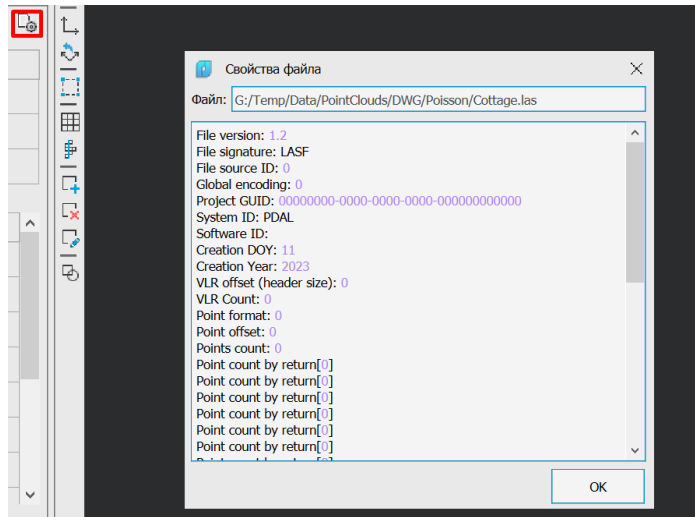 Свойства файла
Файл: G:/Temp/Data/PointClouds/DWG/Poisson/Cottage.las
File version: 1.2
File signature: LASF
File source ID: 0
Global encoding: 0
Project GUID: 00000000-0000-0000-0000-000000000000
System ID: PDAL
Software ID:
Creation DOY: 11
Creation Year: 2023
VLR offset (header size): 0
VLR Count: 0
Point format: 0
Point offset: 0
Points count: 0
Point count by return[0]
Point count by return[0]
Point count by return[0]
Point count by return[0]
Point count by return[0]
Point count by return[0]
OK